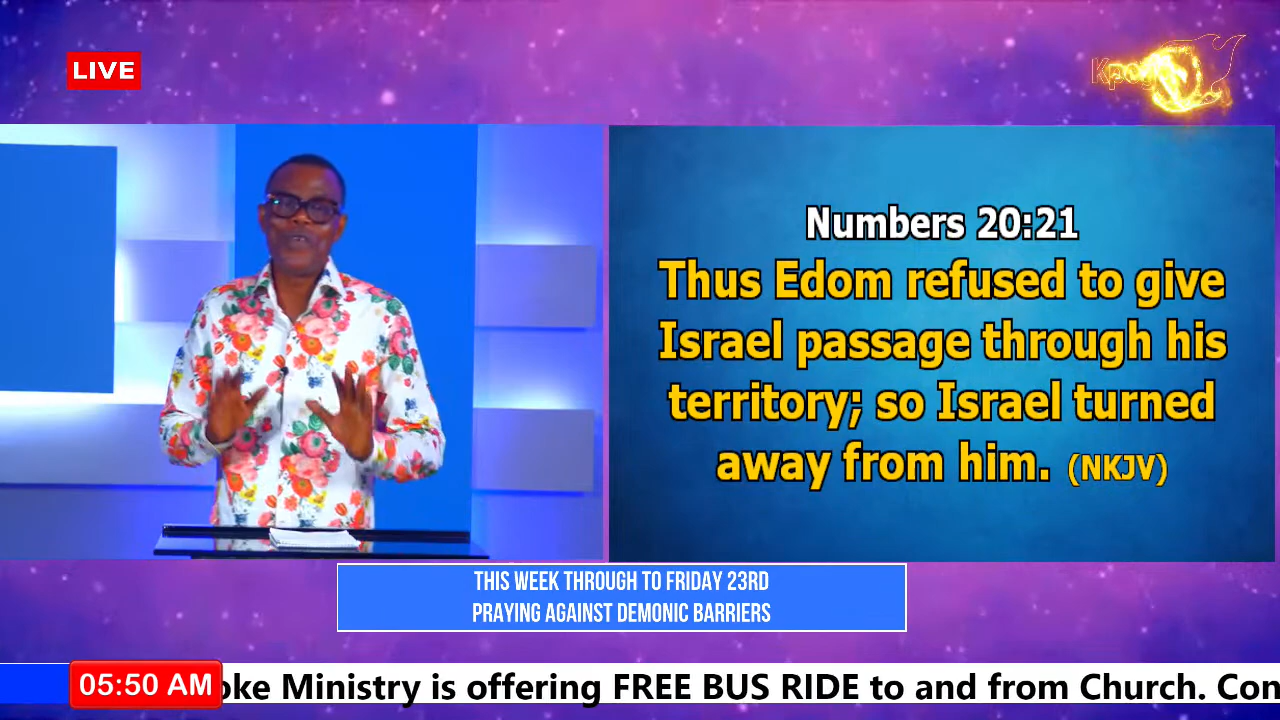 LIVE
Numbers 20:21
Thus Edom refused to give
Israel passage through his
territory; so Israel turned
away from him. (NKJV)
THIS WEEK THROUGH TO FRIDAY 23RD
PRAYING AGAINST DEMONIC BARRIERS
05:50 AM
oke Ministry is offering FREE BUS RIDE to and from Church. Con